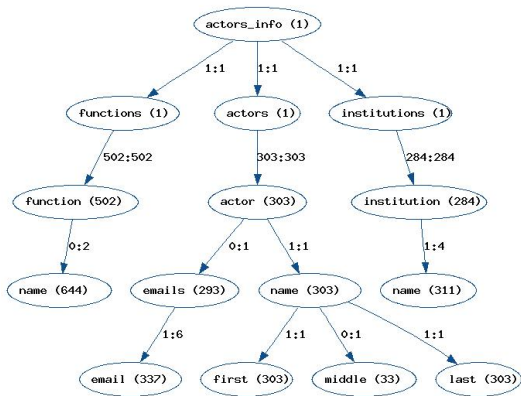 actors_info (1)
1:1 1:1 1:1
functions (1) actors (1) institutions (1)
502:502 303:303 284:284
function (502) actor (303) institution (284)
0:2 0:1 1:1 1:4
name (644) emails (293) name (303) name (311)
1:6 1:1 0:1 1:1
email (337) first (303) middle (33) last (303)